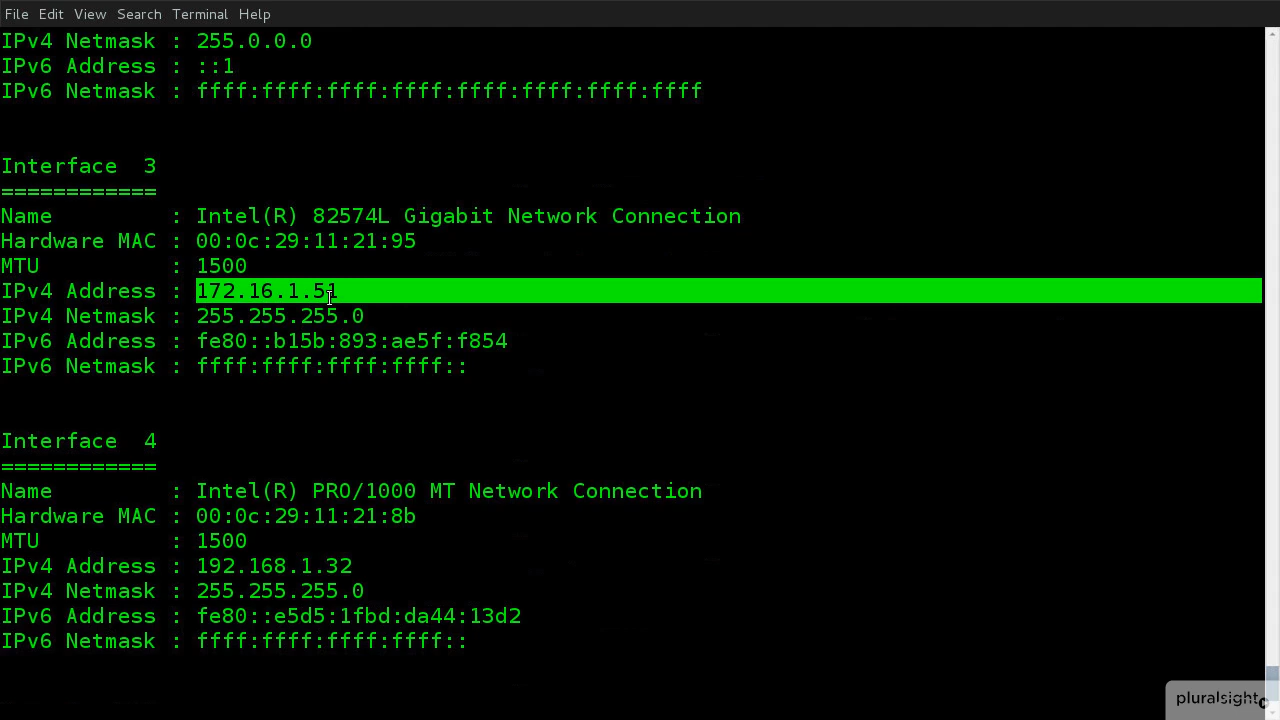 File Edit View Search Terminal Help
IPv4 Netmask : 255.0.0.0
IPv6 Address : ::1
IPv6 Netmask : ffff:ffff:ffff:ffff:ffff:ffff:ffff:ffff
Interface  3
============
Name         : Intel(R) 82574L Gigabit Network Connection
Hardware MAC : 00:0c:29:11:21:95
MTU          : 1500
IPv4 Address : 172.16.1.51
IPv4 Netmask : 255.255.255.0
IPv6 Address : fe80::b15b:893:ae5f:f854
IPv6 Netmask : ffff:ffff:ffff:ffff::
Interface  4
============
Name         : Intel(R) PRO/1000 MT Network Connection
Hardware MAC : 00:0c:29:11:21:8b
MTU          : 1500
IPv4 Address : 192.168.1.32
IPv4 Netmask : 255.255.255.0
IPv6 Address : fe80::e5d5:1fbd:da44:13d2
IPv6 Netmask : ffff:ffff:ffff:ffff::
pluralsight